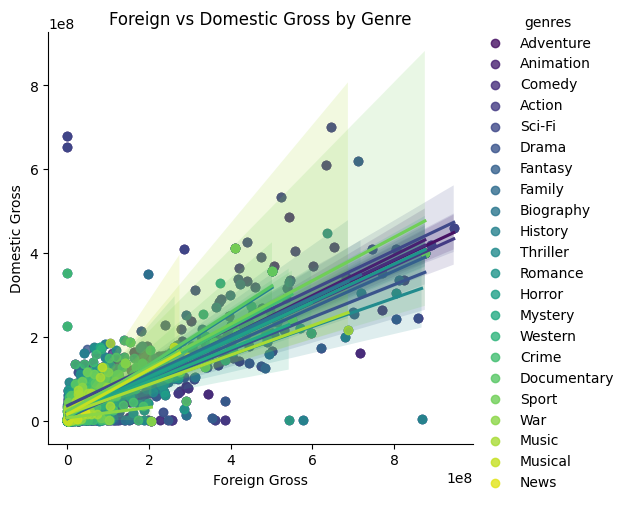 Foreign vs Domestic Gross by Genre
1e8
8
6
4
2
0
Domestic Gross
0 2 4 6 8
1e8
Foreign Gross
genres
Adventure
Animation
Comedy
Action
Sci-Fi
Drama
Fantasy
Family
Biography
History
Thriller
Romance
Horror
Mystery
Western
Crime
Documentary
Sport
War
Music
Musical
News